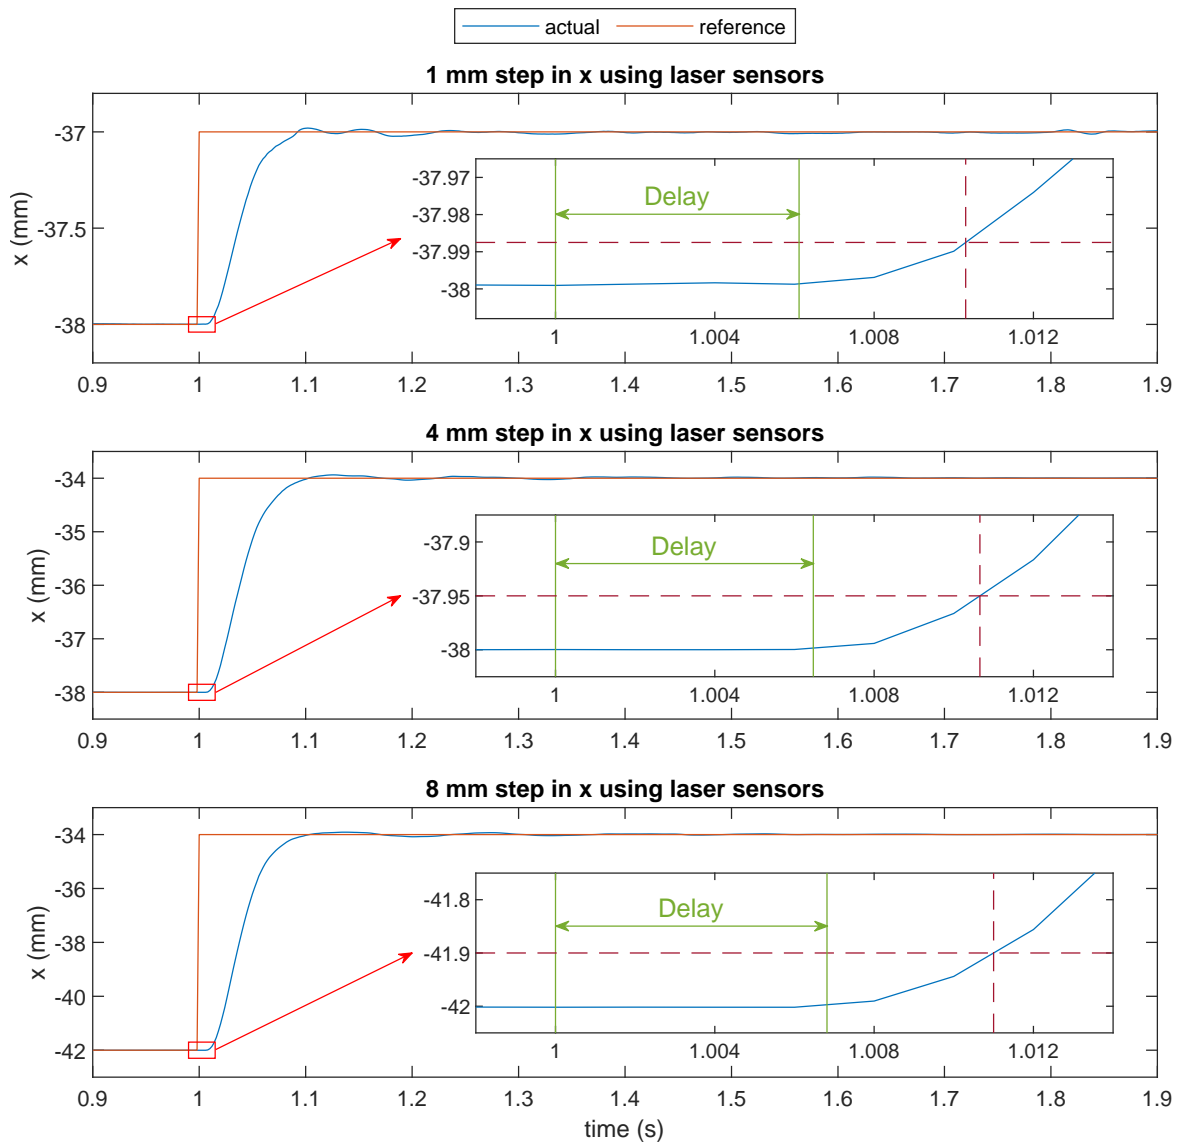 actual reference
1 mm step in x using laser sensors
x (mm)
-37
-37.5
-38
-37.97
-37.98
-37.99
-38
Delay
1 1.004 1.008 1.012
0.9 1 1.1 1.2 1.3 1.4 1.5 1.6 1.7 1.8 1.9
4 mm step in x using laser sensors
x (mm)
-34
-35
-36
-37
-38
-37.9
-37.95
-38
Delay
1 1.004 1.008 1.012
0.9 1 1.1 1.2 1.3 1.4 1.5 1.6 1.7 1.8 1.9
8 mm step in x using laser sensors
x (mm)
-34
-36
-38
-40
-42
-41.8
-41.9
-42
Delay
1 1.004 1.008 1.012
0.9 1 1.1 1.2 1.3 1.4 1.5 1.6 1.7 1.8 1.9
time (s)